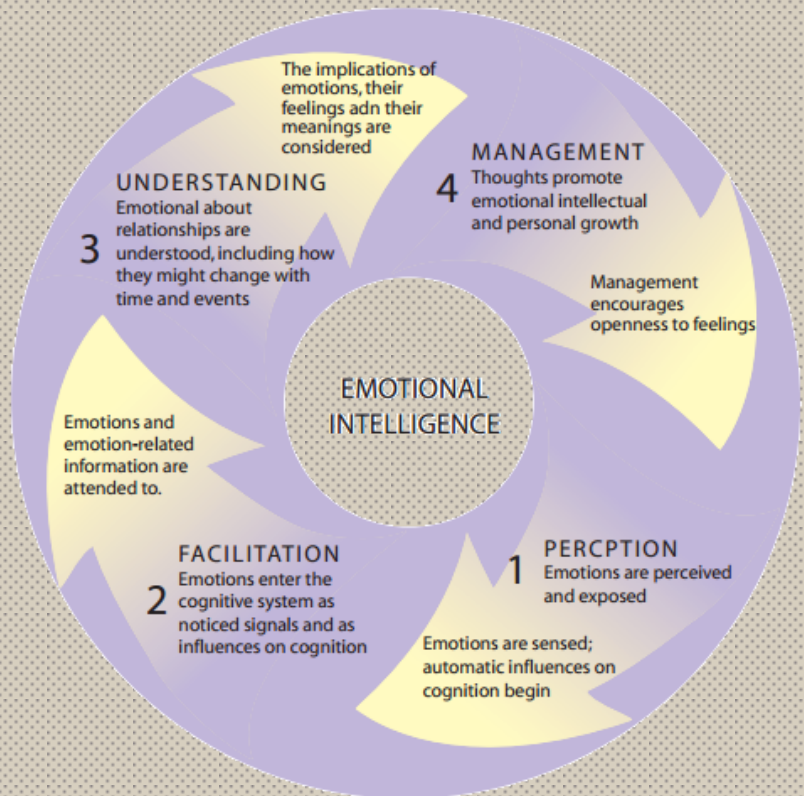 The implications of
emotions, their
feelings adn their
meanings are
considered
MANAGEMENT
4
Thoughts promote
emotional intellectual
and personal growth
UNDERSTANDING
3
Emotional about
relationships are
understood, including how
they might change with
time and events
Management
encourages
openness to feelings
EMOTIONAL
INTELLIGENCE
Emotions and
emotion-related
information are
attended to.
FACILITATION
2
Emotions enter the
cognitive system as
noticed signals and as
influences on cognition
PERCPTION
1
Emotions are perceived
and exposed
Emotions are sensed;
automatic influences on
cognition begin